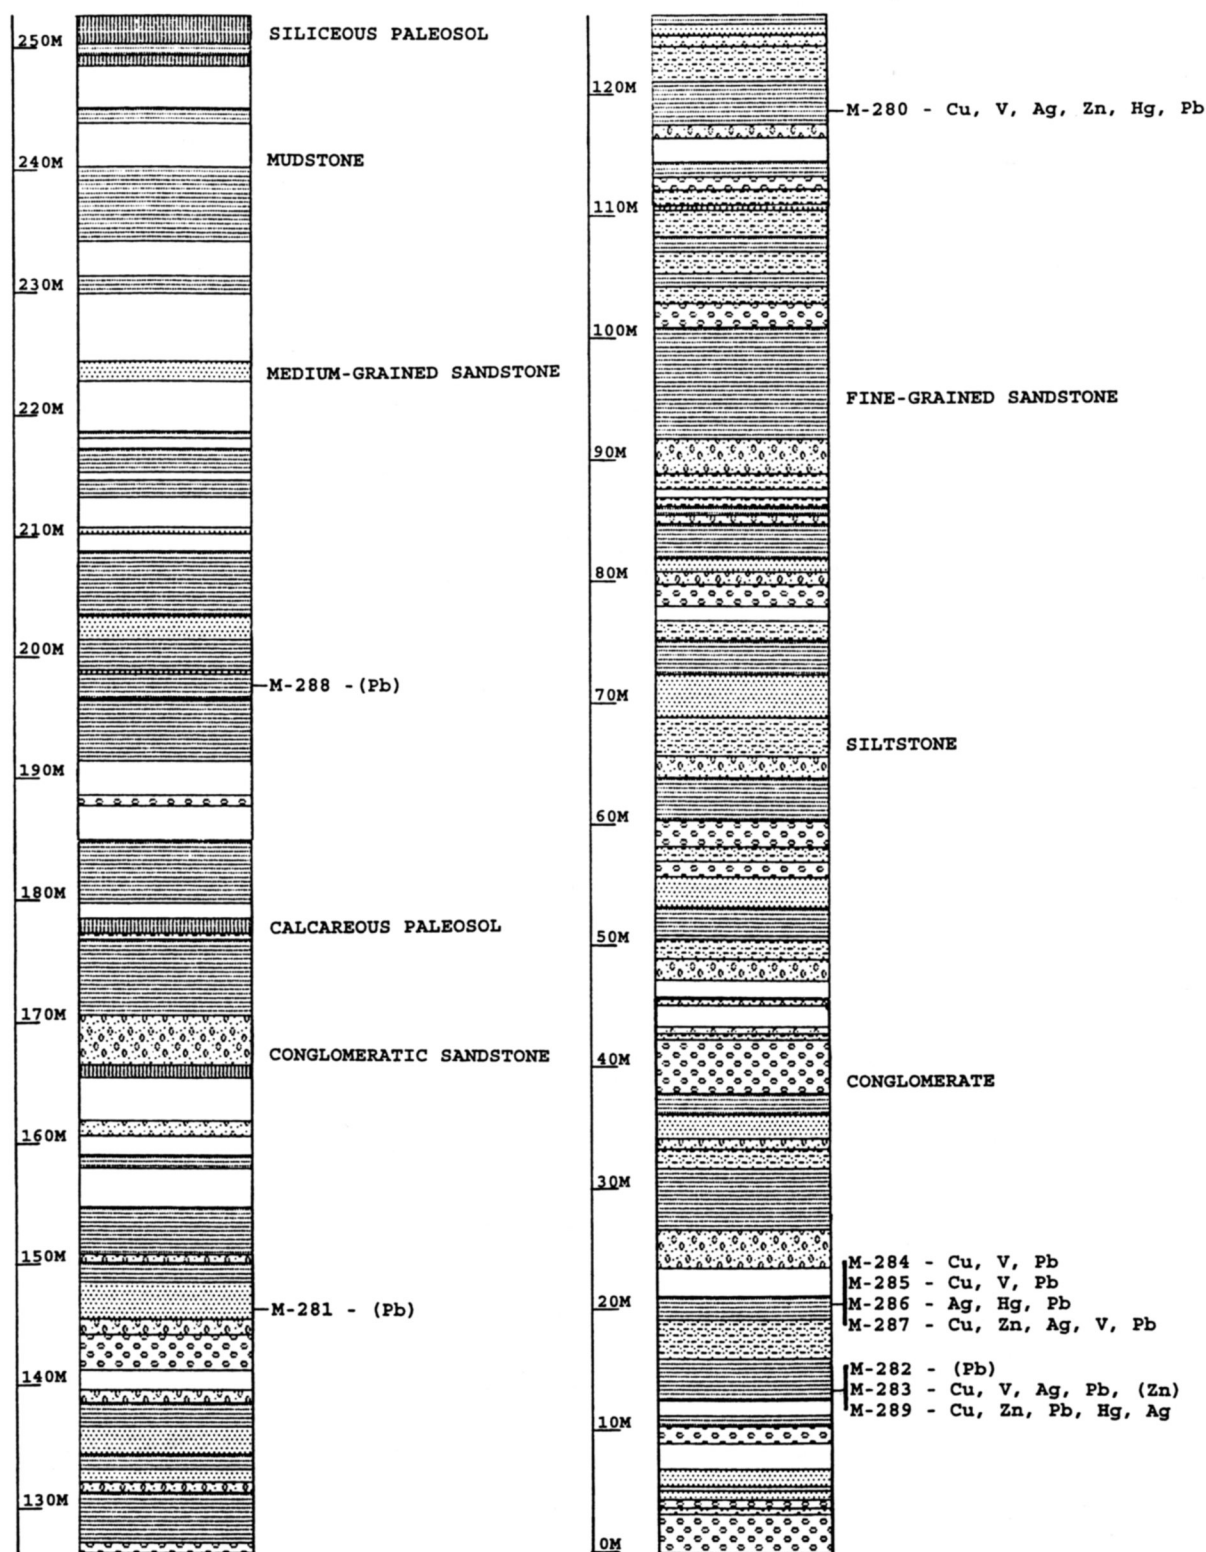 250M
SILICEOUS PALEOSOL
240M
MUDSTONE
230M
MEDIUM-GRAINED SANDSTONE
220M
210M
200M
M-288 -(Pb)
190M
180M
CALCAREOUS PALEOSOL
170M
CONGLOMERATIC SANDSTONE
160M
150M
M-281 - (Pb)
140M
130M
120M
M-280 - Cu, V, Ag, Zn, Hg, Pb
110M
100M
FINE-GRAINED SANDSTONE
90M
80M
70M
SILTSTONE
60M
50M
40M
CONGLOMERATE
30M
M-284 - Cu, V, Pb
M-285 - Cu, V, Pb
20M
M-286 - Ag, Hg, Pb
M-287 - Cu, Zn, Ag, V, Pb
M-282 - (Pb)
M-283 - Cu, V, Ag, Pb, (Zn)
M-289 - Cu, Zn, Pb, Hg, Ag
10M
0M